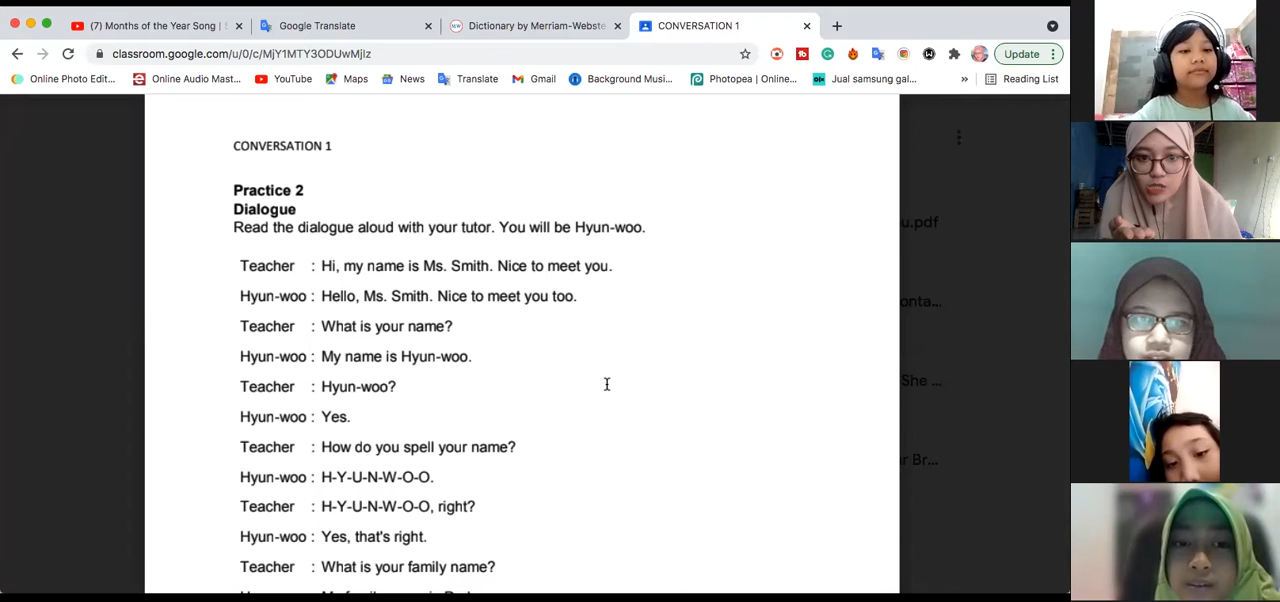 (7) Months of the Year Song |
Google Translate
Dictionary by Merriam-Webste
CONVERSATION 1
classroom.google.com/u/0/c/MjY1MTY3ODUwMjIz
Update
Online Photo Edit...
Online Audio Mast...
YouTube
Maps
News
Translate
Gmail
Background Musi...
Photopea | Online...
Jual samsung gal...
»
Reading List
CONVERSATION 1
Practice 2
Dialogue
Read the dialogue aloud with your tutor. You will be Hyun-woo.
Teacher : Hi, my name is Ms. Smith. Nice to meet you.
Hyun-woo : Hello, Ms. Smith. Nice to meet you too.
Teacher : What is your name?
Hyun-woo : My name is Hyun-woo.
Teacher : Hyun-woo?
Hyun-woo : Yes.
Teacher : How do you spell your name?
Hyun-woo : H-Y-U-N-W-O-O.
Teacher : H-Y-U-N-W-O-O, right?
Hyun-woo : Yes, that's right.
Teacher : What is your family name?
u.pdf
onta...
She ...
r Br...